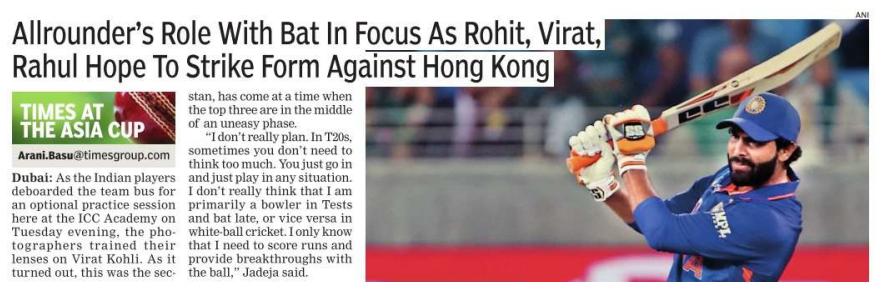 ANI
Allrounder's Role With Bat In Focus As Rohit, Virat,
Rahul Hope To Strike Form Against Hong Kong
TIMES AT
THE ASIA CUP
Arani.Basu@timesgroup.com
Dubai: As the Indian players
deboarded the team bus for
an optional practice session
here at the ICC Academy on
Tuesday evening, the pho-
tographers trained their
lenses on Virat Kohli. As it
turned out, this was the sec-
stan, has come at a time when
the top three are in the middle
of an uneasy phase.
“I don't really plan. In T20s,
sometimes you don't need to
think too much. You just go in
and just play in any situation.
I don't really think that I am
primarily a bowler in Tests
and bat late, or vice versa in
white-ball cricket. I only know
that I need to score runs and
provide breakthroughs with
the ball,” Jadeja said.
SS
MPL